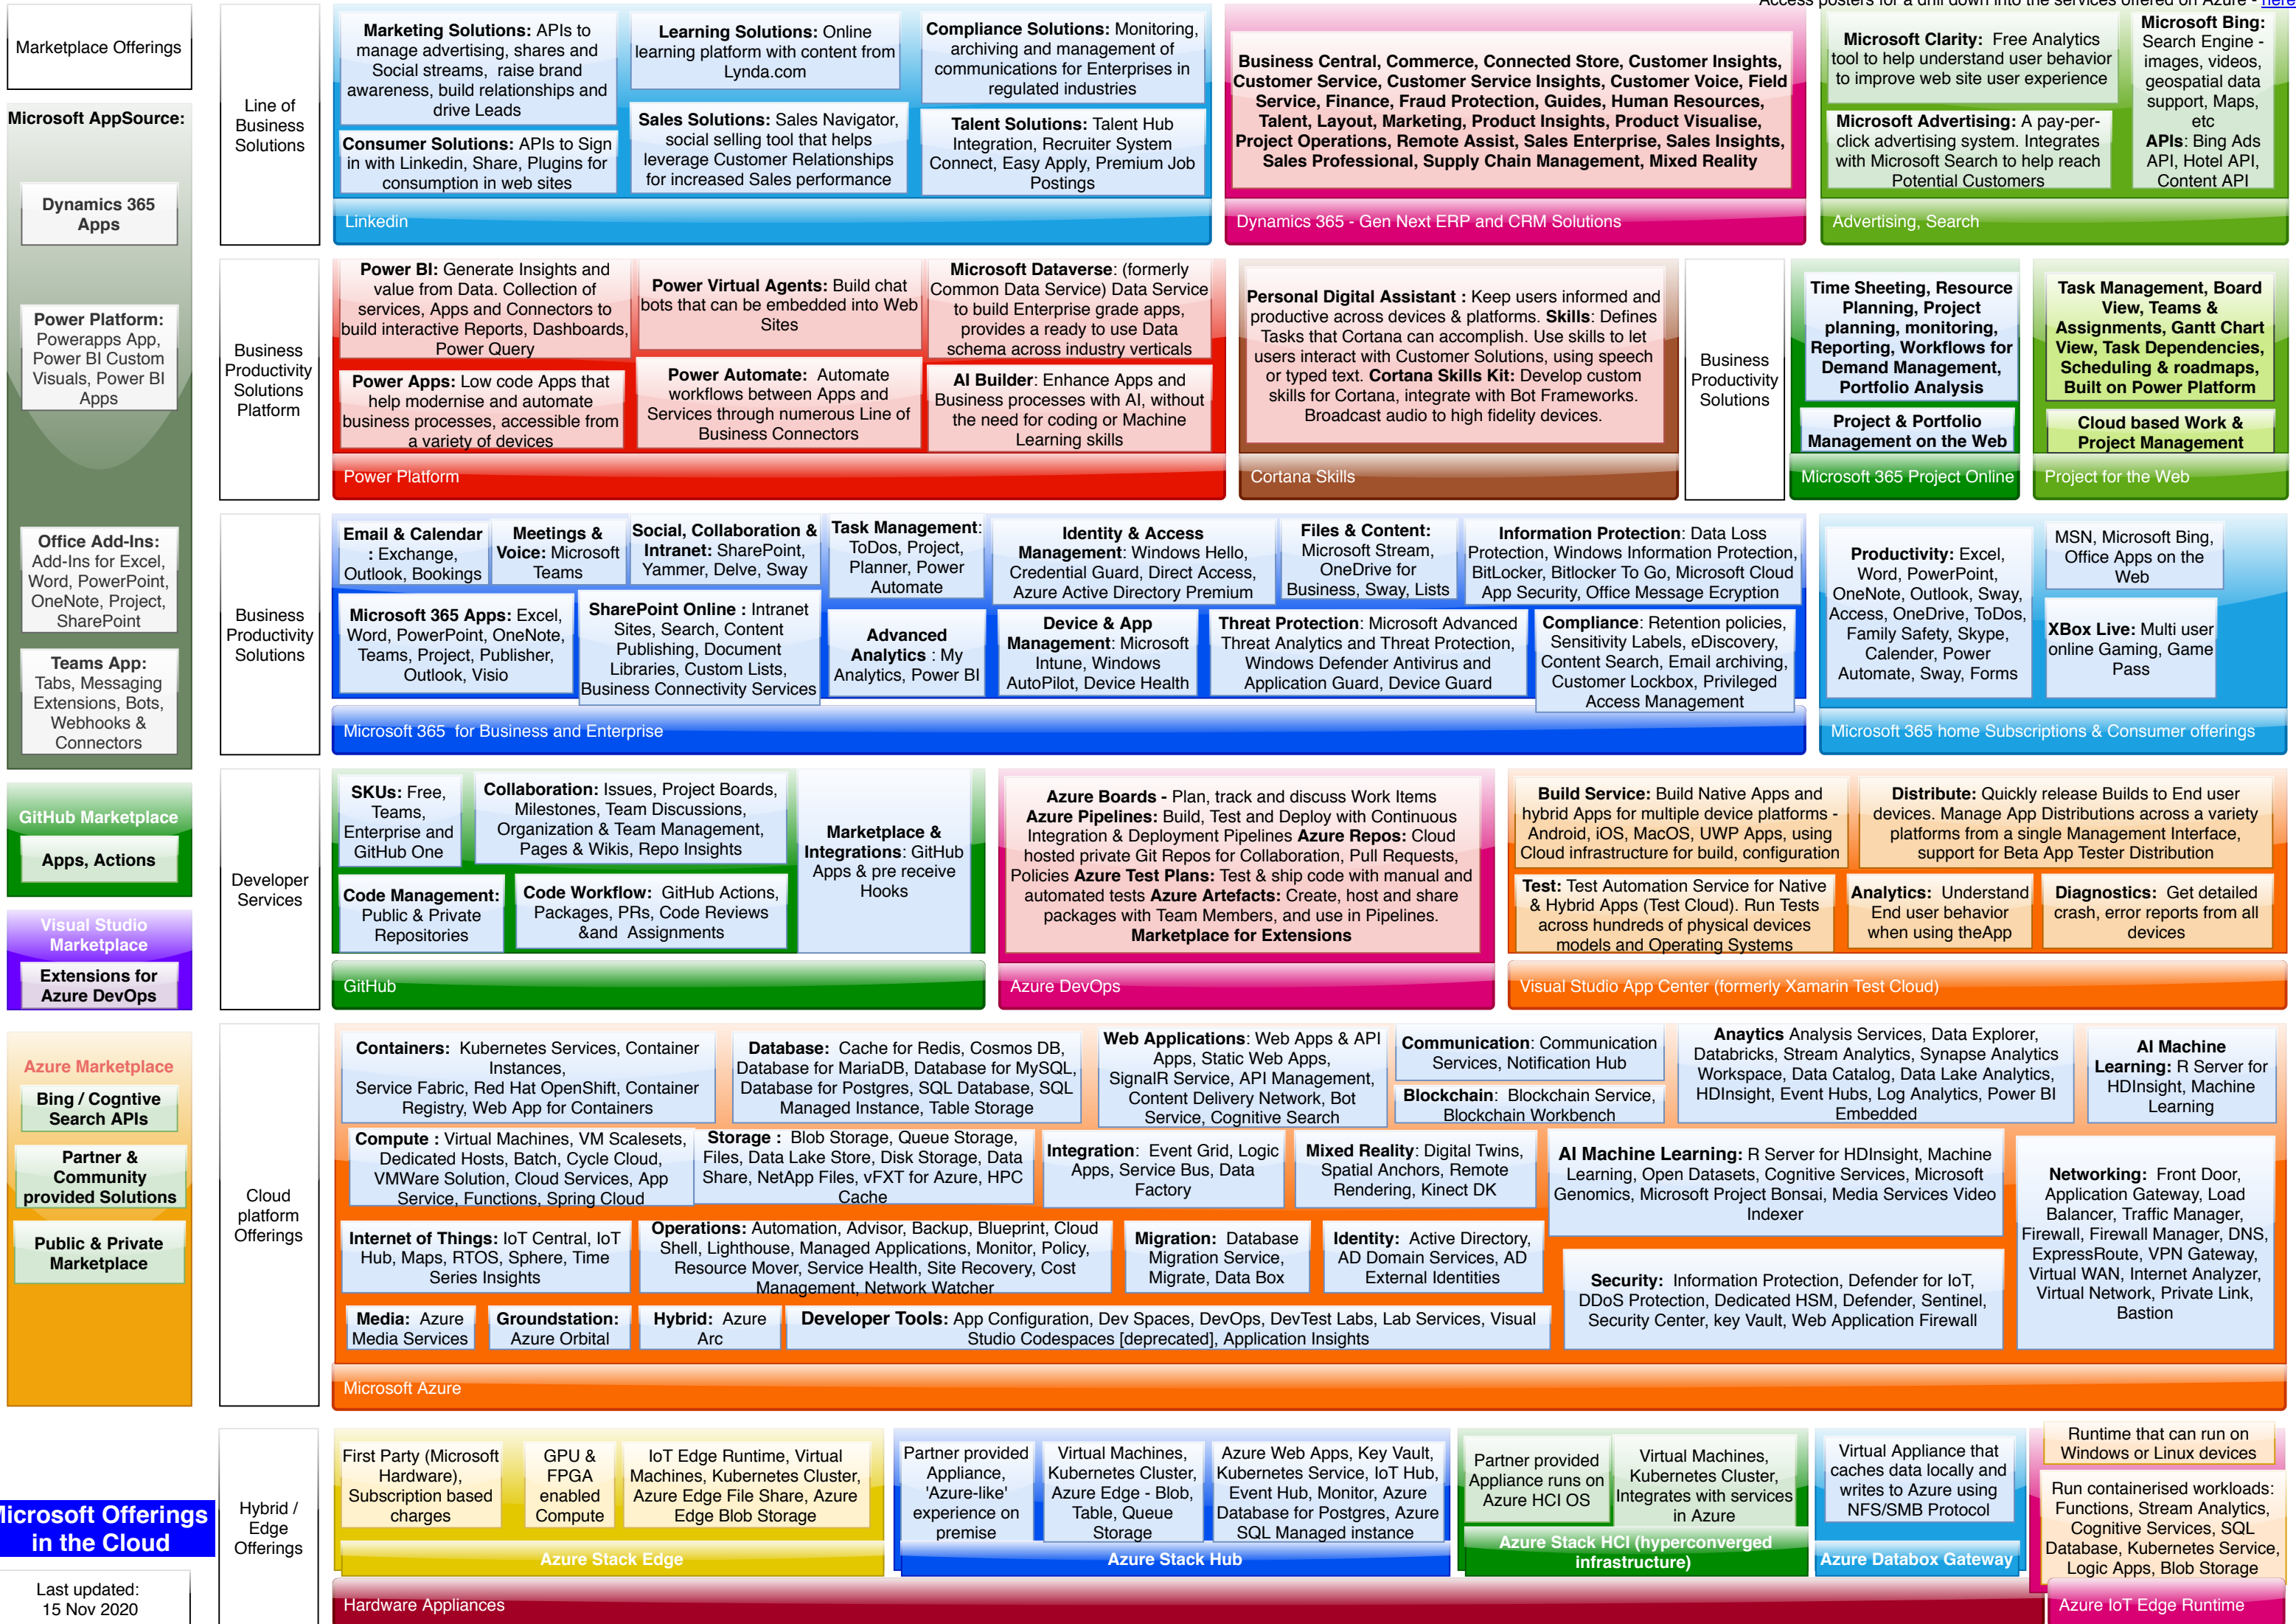 Access posters for a drill down into the services offered on Azure - here
Marketplace Offerings
Microsoft AppSource:
Dynamics 365
Apps
Power Platform:
Powerapps App,
Power BI Custom
Visuals, Power BI
Apps
Office Add-Ins:
Add-Ins for Excel,
Word, PowerPoint,
OneNote, Project,
SharePoint
Teams App:
Tabs, Messaging
Extensions, Bots,
Webhooks &
Connectors
GitHub Marketplace
Apps, Actions
Visual Studio
Marketplace
Extensions for
Azure DevOps
Azure Marketplace
Bing / Cogntive
Search APIs
Partner &
Community
provided Solutions
Public & Private
Marketplace
Microsoft Offerings
in the Cloud
Last updated:
15 Nov 2020
Line of
Business
Solutions
Marketing Solutions: APIs to
manage advertising, shares and
Social streams, raise brand
awareness, build relationships and
drive Leads
Consumer Solutions: APIs to Sign
in with Linkedin, Share, Plugins for
consumption in web sites
Learning Solutions: Online
learning platform with content from
Lynda.com
Sales Solutions: Sales Navigator,
social selling tool that helps
leverage Customer Relationships
for increased Sales performance
Compliance Solutions: Monitoring,
archiving and management of
communications for Enterprises in
regulated industries
Talent Solutions: Talent Hub
Integration, Recruiter System
Connect, Easy Apply, Premium Job
Postings
Linkedin
Business Central, Commerce, Connected Store, Customer Insights,
Customer Service, Customer Service Insights, Customer Voice, Field
Service, Finance, Fraud Protection, Guides, Human Resources,
Talent, Layout, Marketing, Product Insights, Product Visualise,
Project Operations, Remote Assist, Sales Enterprise, Sales Insights,
Sales Professional, Supply Chain Management, Mixed Reality
Dynamics 365 - Gen Next ERP and CRM Solutions
Microsoft Clarity: Free Analytics
tool to help understand user behavior
to improve web site user experience
Microsoft Advertising: A pay-per-
click advertising system. Integrates
with Microsoft Search to help reach
Potential Customers
Microsoft Bing:
Search Engine -
images, videos,
geospatial data
support, Maps,
etc
APIs: Bing Ads
API, Hotel API,
Content API
Advertising, Search
Business
Productivity
Solutions
Platform
Power BI: Generate Insights and
value from Data. Collection of
services, Apps and Connectors to
build interactive Reports, Dashboards,
Power Query
Power Apps: Low code Apps that
help modernise and automate
business processes, accessible from
a variety of devices
Power Virtual Agents: Build chat
bots that can be embedded into Web
Sites
Power Automate: Automate
workflows between Apps and
Services through numerous Line of
Business Connectors
Microsoft Dataverse: (formerly
Common Data Service) Data Service
to build Enterprise grade apps,
provides a ready to use Data
schema across industry verticals
AI Builder: Enhance Apps and
Business processes with AI, without
the need for coding or Machine
Learning skills
Power Platform
Personal Digital Assistant : Keep users informed and
productive across devices & platforms. Skills: Defines
Tasks that Cortana can accomplish. Use skills to let
users interact with Customer Solutions, using speech
or typed text. Cortana Skills Kit: Develop custom
skills for Cortana, integrate with Bot Frameworks.
Broadcast audio to high fidelity devices.
Cortana Skills
Business
Productivity
Solutions
Time Sheeting, Resource
Planning, Project
planning, monitoring,
Reporting, Workflows for
Demand Management,
Portfolio Analysis
Project & Portfolio
Management on the Web
Microsoft 365 Project Online
Task Management, Board
View, Teams &
Assignments, Gantt Chart
View, Task Dependencies,
Scheduling & roadmaps,
Built on Power Platform
Cloud based Work &
Project Management
Project for the Web
Business
Productivity
Solutions
Email & Calendar
: Exchange,
Outlook, Bookings
Meetings &
Voice: Microsoft
Teams
Social, Collaboration &
Intranet: SharePoint,
Yammer, Delve, Sway
Task Management:
ToDos, Project,
Planner, Power
Automate
Identity & Access
Management: Windows Hello,
Credential Guard, Direct Access,
Azure Active Directory Premium
Files & Content:
Microsoft Stream,
OneDrive for
Business, Sway, Lists
Information Protection: Data Loss
Protection, Windows Information Protection,
BitLocker, Bitlocker To Go, Microsoft Cloud
App Security, Office Message Ecryption
Microsoft 365 Apps: Excel,
Word, PowerPoint, OneNote,
Teams, Project, Publisher,
Outlook, Visio
SharePoint Online : Intranet
Sites, Search, Content
Publishing, Document
Libraries, Custom Lists,
Business Connectivity Services
Advanced
Analytics : My
Analytics, Power BI
Device & App
Management: Microsoft
Intune, Windows
AutoPilot, Device Health
Threat Protection: Microsoft Advanced
Threat Analytics and Threat Protection,
Windows Defender Antivirus and
Application Guard, Device Guard
Compliance: Retention policies,
Sensitivity Labels, eDiscovery,
Content Search, Email archiving,
Customer Lockbox, Privileged
Access Management
Microsoft 365 for Business and Enterprise
Productivity: Excel,
Word, PowerPoint,
OneNote, Outlook, Sway,
Access, OneDrive, ToDos,
Family Safety, Skype,
Calender, Power
Automate, Sway, Forms
MSN, Microsoft Bing,
Office Apps on the
Web
XBox Live: Multi user
online Gaming, Game
Pass
Microsoft 365 home Subscriptions & Consumer offerings
Developer
Services
SKUs: Free,
Teams,
Enterprise and
GitHub One
Collaboration: Issues, Project Boards,
Milestones, Team Discussions,
Organization & Team Management,
Pages & Wikis, Repo Insights
Code Management:
Public & Private
Repositories
Code Workflow: GitHub Actions,
Packages, PRs, Code Reviews
&and Assignments
Marketplace &
Integrations: GitHub
Apps & pre receive
Hooks
GitHub
Azure Boards - Plan, track and discuss Work Items
Azure Pipelines: Build, Test and Deploy with Continuous
Integration & Deployment Pipelines Azure Repos: Cloud
hosted private Git Repos for Collaboration, Pull Requests,
Policies Azure Test Plans: Test & ship code with manual and
automated tests Azure Artefacts: Create, host and share
packages with Team Members, and use in Pipelines.
Marketplace for Extensions
Azure DevOps
Build Service: Build Native Apps and
hybrid Apps for multiple device platforms -
Android, iOS, MacOS, UWP Apps, using
Cloud infrastructure for build, configuration
Distribute: Quickly release Builds to End user
devices. Manage App Distributions across a variety
platforms from a single Management Interface,
support for Beta App Tester Distribution
Test: Test Automation Service for Native
& Hybrid Apps (Test Cloud). Run Tests
across hundreds of physical devices
models and Operating Systems
Analytics: Understand
End user behavior
when using theApp
Diagnostics: Get detailed
crash, error reports from all
devices
Visual Studio App Center (formerly Xamarin Test Cloud)
Cloud
platform
Offerings
Containers: Kubernetes Services, Container
Instances,
Service Fabric, Red Hat OpenShift, Container
Registry, Web App for Containers
Database: Cache for Redis, Cosmos DB,
Database for MariaDB, Database for MySQL,
Database for Postgres, SQL Database, SQL
Managed Instance, Table Storage
Web Applications: Web Apps & API
Apps, Static Web Apps,
SignalR Service, API Management,
Content Delivery Network, Bot
Service, Cognitive Search
Communication: Communication
Services, Notification Hub
Blockchain: Blockchain Service,
Blockchain Workbench
Anaytics Analysis Services, Data Explorer,
Databricks, Stream Analytics, Synapse Analytics
Workspace, Data Catalog, Data Lake Analytics,
HDInsight, Event Hubs, Log Analytics, Power BI
Embedded
AI Machine
Learning: R Server for
HDInsight, Machine
Learning
Compute : Virtual Machines, VM Scalesets,
Dedicated Hosts, Batch, Cycle Cloud,
VMWare Solution, Cloud Services, App
Service, Functions, Spring Cloud
Storage : Blob Storage, Queue Storage,
Files, Data Lake Store, Disk Storage, Data
Share, NetApp Files, vFXT for Azure, HPC
Cache
Integration: Event Grid, Logic
Apps, Service Bus, Data
Factory
Mixed Reality: Digital Twins,
Spatial Anchors, Remote
Rendering, Kinect DK
AI Machine Learning: R Server for HDInsight, Machine
Learning, Open Datasets, Cognitive Services, Microsoft
Genomics, Microsoft Project Bonsai, Media Services Video
Indexer
Networking: Front Door,
Application Gateway, Load
Balancer, Traffic Manager,
Firewall, Firewall Manager, DNS,
ExpressRoute, VPN Gateway,
Virtual WAN, Internet Analyzer,
Virtual Network, Private Link,
Bastion
Internet of Things: IoT Central, IoT
Hub, Maps, RTOS, Sphere, Time
Series Insights
Operations: Automation, Advisor, Backup, Blueprint, Cloud
Shell, Lighthouse, Managed Applications, Monitor, Policy,
Resource Mover, Service Health, Site Recovery, Cost
Management, Network Watcher
Migration: Database
Migration Service,
Migrate, Data Box
Identity: Active Directory,
AD Domain Services, AD
External Identities
Security: Information Protection, Defender for IoT,
DDoS Protection, Dedicated HSM, Defender, Sentinel,
Security Center, key Vault, Web Application Firewall
Media: Azure
Media Services
Groundstation:
Azure Orbital
Hybrid: Azure
Arc
Developer Tools: App Configuration, Dev Spaces, DevOps, DevTest Labs, Lab Services, Visual
Studio Codespaces [deprecated], Application Insights
Microsoft Azure
Hybrid /
Edge
Offerings
First Party (Microsoft
Hardware),
Subscription based
charges
GPU &
FPGA
enabled
Compute
IoT Edge Runtime, Virtual
Machines, Kubernetes Cluster,
Azure Edge File Share, Azure
Edge Blob Storage
Azure Stack Edge
Partner provided
Appliance,
'Azure-like'
experience on
premise
Virtual Machines,
Kubernetes Cluster,
Azure Edge - Blob,
Table, Queue
Storage
Azure Web Apps, Key Vault,
Kubernetes Service, IoT Hub,
Event Hub, Monitor, Azure
Database for Postgres, Azure
SQL Managed instance
Azure Stack Hub
Partner provided
Appliance runs on
Azure HCI OS
Virtual Machines,
Kubernetes Cluster,
Integrates with services
in Azure
Azure Stack HCI (hyperconverged
infrastructure)
Virtual Appliance that
caches data locally and
writes to Azure using
NFS/SMB Protocol
Azure Databox Gateway
Runtime that can run on
Windows or Linux devices
Run containerised workloads:
Functions, Stream Analytics,
Cognitive Services, SQL
Database, Kubernetes Service,
Logic Apps, Blob Storage
Hardware Appliances
Azure IoT Edge Runtime